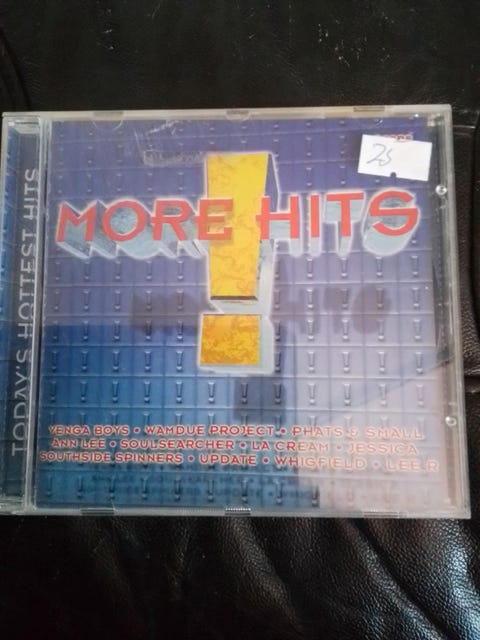 TODAY'S HOTTEST HITS
25
MORE ! HITS
VENGA BOYS • WAMDUE PROJECT • PHATS & SMALL
ANN LEE • SOULSEARCHER • LA CREAM • JESSICA
SOUTHSIDE SPINNERS • UPDATE • WHIGFIELD • LEE.R